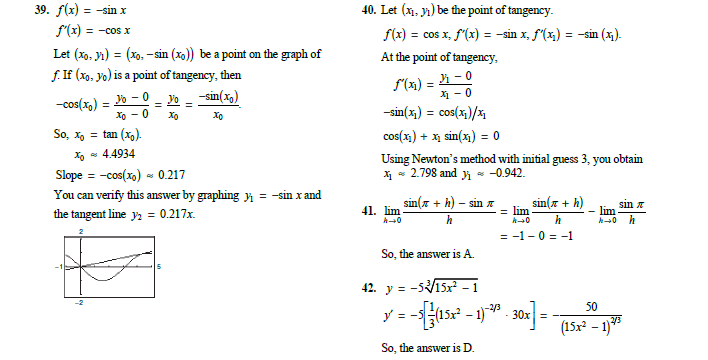 39. f(x) = -sin x
f′(x) = -cos x
Let (x₀, y₁) = (x₀, -sin (x₀)) be a point on the graph of
f. If (x₀, y₀) is a point of tangency, then
-cos(x₀) = (y₀ - 0)/(x₀ - 0) = y₀/x₀ = -sin(x₀)/x₀
So, x₀ = tan (x₀).
x₀ ≈ 4.4934
Slope = -cos(x₀) ≈ 0.217
You can verify this answer by graphing y₁ = -sin x and
the tangent line y₂ = 0.217x.
2
-1 5
-2
40. Let (x₁, y₁) be the point of tangency.
f(x) = cos x, f′(x) = -sin x, f′(x₁) = -sin (x₁).
At the point of tangency,
f′(x₁) = (y₁ - 0)/(x₁ - 0)
-sin(x₁) = cos(x₁)/x₁
cos(x₁) + x₁ sin(x₁) = 0
Using Newton's method with initial guess 3, you obtain
x₁ ≈ 2.798 and y₁ ≈ -0.942.
41. lim h→0 (sin(π + h) - sin π)/h = lim h→0 sin(π + h)/h - lim h→0 sin π/h
= -1 - 0 = -1
So, the answer is A.
42. y = -5∛(15x² - 1)
y′ = -5[1/3(15x² - 1)^(-2/3) · 30x] = -50/(15x² - 1)^(2/3)
So, the answer is D.